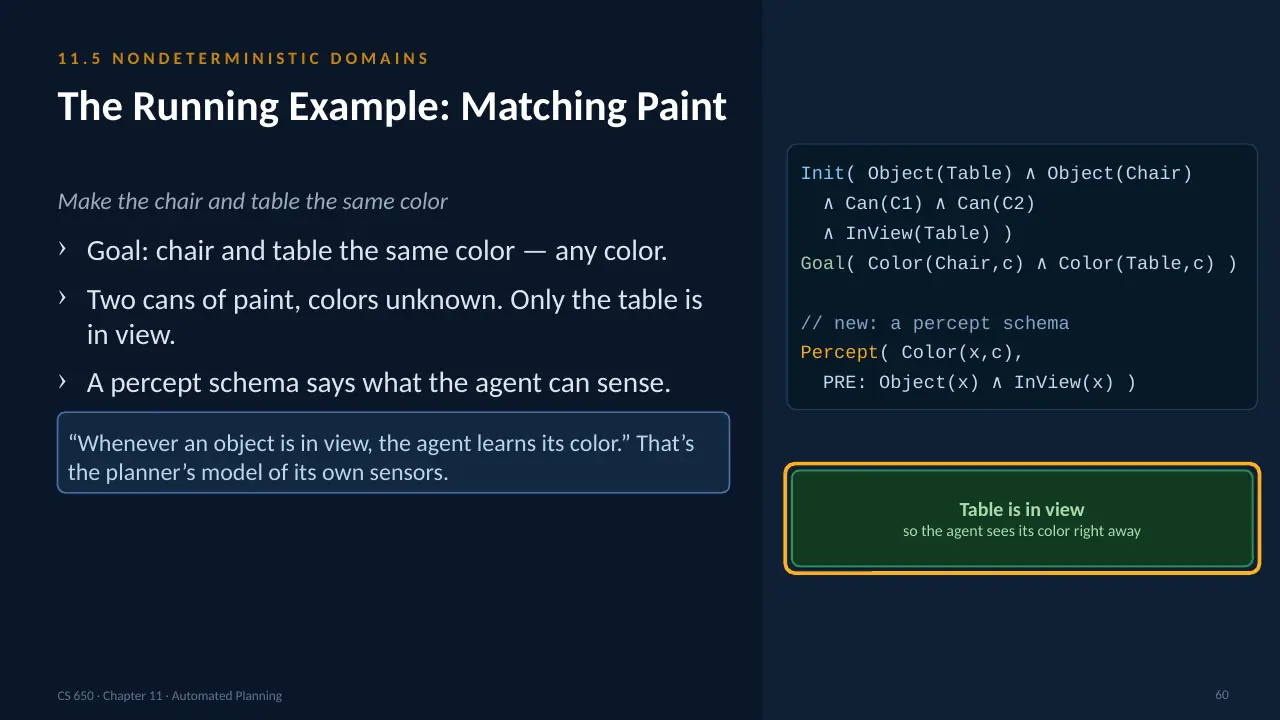 11.5 NONDETERMINISTIC DOMAINS
The Running Example: Matching Paint
Make the chair and table the same color
› Goal: chair and table the same color — any color.
› Two cans of paint, colors unknown. Only the table is
in view.
› A percept schema says what the agent can sense.
“Whenever an object is in view, the agent learns its color.” That’s
the planner’s model of its own sensors.
Init( Object(Table) ∧ Object(Chair)
  ∧ Can(C1) ∧ Can(C2)
  ∧ InView(Table) )
Goal( Color(Chair,c) ∧ Color(Table,c) )
// new: a percept schema
Percept( Color(x,c),
  PRE: Object(x) ∧ InView(x) )
Table is in view
so the agent sees its color right away
CS 650 · Chapter 11 · Automated Planning
60